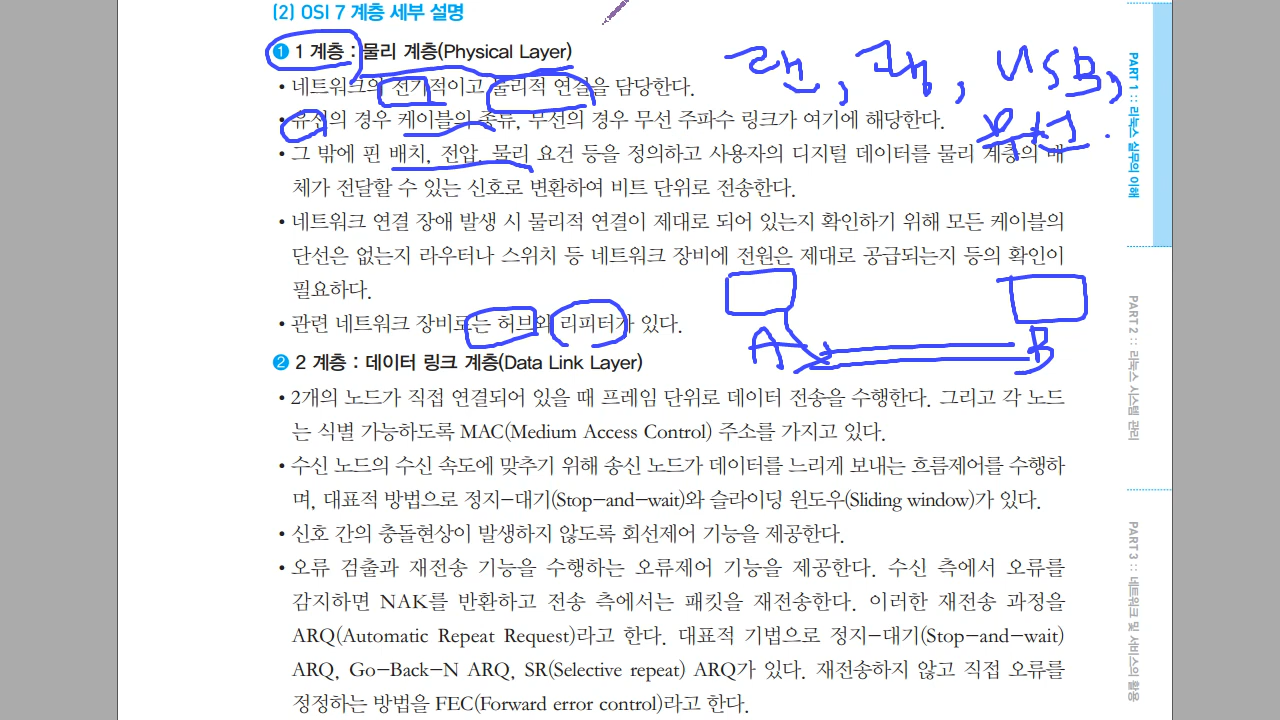 (2) OSI 7 계층 세부 설명
1 1 계층 : 물리 계층(Physical Layer)
• 네트워크의 전기적이고 물리적 연결을 담당한다.
• 유선의 경우 케이블의 종류, 무선의 경우 무선 주파수 링크가 여기에 해당한다.
• 그 밖에 핀 배치, 전압, 물리 요건 등을 정의하고 사용자의 디지털 데이터를 물리 계층의 매
체가 전달할 수 있는 신호로 변환하여 비트 단위로 전송한다.
• 네트워크 연결 장애 발생 시 물리적 연결이 제대로 되어 있는지 확인하기 위해 모든 케이블의
단선은 없는지 라우터나 스위치 등 네트워크 장비에 전원은 제대로 공급되는지 등의 확인이
필요하다.
• 관련 네트워크 장비로는 허브와 리피터가 있다.
랜, 광, USB,
무선.
A B
2 2 계층 : 데이터 링크 계층(Data Link Layer)
• 2개의 노드가 직접 연결되어 있을 때 프레임 단위로 데이터 전송을 수행한다. 그리고 각 노드
는 식별 가능하도록 MAC(Medium Access Control) 주소를 가지고 있다.
• 수신 노드의 수신 속도에 맞추기 위해 송신 노드가 데이터를 느리게 보내는 흐름제어를 수행하
며, 대표적 방법으로 정지-대기(Stop-and-wait)와 슬라이딩 윈도우(Sliding window)가 있다.
• 신호 간의 충돌현상이 발생하지 않도록 회선제어 기능을 제공한다.
• 오류 검출과 재전송 기능을 수행하는 오류제어 기능을 제공한다. 수신 측에서 오류를
감지하면 NAK를 반환하고 전송 측에서는 패킷을 재전송한다. 이러한 재전송 과정을
ARQ(Automatic Repeat Request)라고 한다. 대표적 기법으로 정지-대기(Stop-and-wait)
ARQ, Go-Back-N ARQ, SR(Selective repeat) ARQ가 있다. 재전송하지 않고 직접 오류를
정정하는 방법을 FEC(Forward error control)라고 한다.
PART 1 :: 리눅스 실무의 이해
PART 2 :: 리눅스 시스템 관리
PART 3 :: 네트워크 및 서비스의 활용